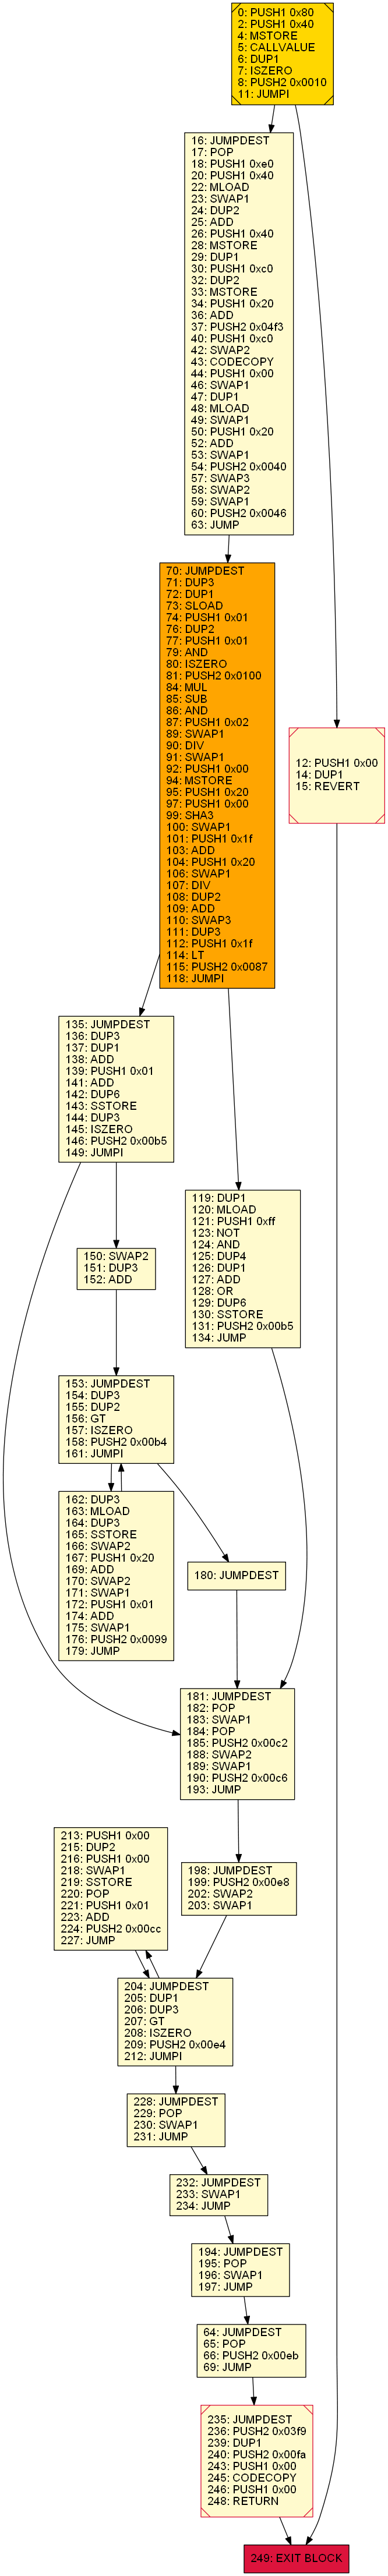 0: PUSH1 0x80
2: PUSH1 0x40
4: MSTORE
5: CALLVALUE
6: DUP1
7: ISZERO
8: PUSH2 0x0010
11: JUMPI
16: JUMPDEST
17: POP
18: PUSH1 0xe0
20: PUSH1 0x40
22: MLOAD
23: SWAP1
24: DUP2
25: ADD
26: PUSH1 0x40
28: MSTORE
29: DUP1
30: PUSH1 0xc0
32: DUP2
33: MSTORE
34: PUSH1 0x20
36: ADD
37: PUSH2 0x04f3
40: PUSH1 0xc0
42: SWAP2
43: CODECOPY
44: PUSH1 0x00
46: SWAP1
47: DUP1
48: MLOAD
49: SWAP1
50: PUSH1 0x20
52: ADD
53: SWAP1
54: PUSH2 0x0040
57: SWAP3
58: SWAP2
59: SWAP1
60: PUSH2 0x0046
63: JUMP
70: JUMPDEST
71: DUP3
72: DUP1
73: SLOAD
74: PUSH1 0x01
76: DUP2
77: PUSH1 0x01
79: AND
80: ISZERO
81: PUSH2 0x0100
84: MUL
85: SUB
86: AND
87: PUSH1 0x02
89: SWAP1
90: DIV
91: SWAP1
92: PUSH1 0x00
94: MSTORE
95: PUSH1 0x20
97: PUSH1 0x00
99: SHA3
100: SWAP1
101: PUSH1 0x1f
103: ADD
104: PUSH1 0x20
106: SWAP1
107: DIV
108: DUP2
109: ADD
110: SWAP3
111: DUP3
112: PUSH1 0x1f
114: LT
115: PUSH2 0x0087
118: JUMPI
12: PUSH1 0x00
14: DUP1
15: REVERT
135: JUMPDEST
136: DUP3
137: DUP1
138: ADD
139: PUSH1 0x01
141: ADD
142: DUP6
143: SSTORE
144: DUP3
145: ISZERO
146: PUSH2 0x00b5
149: JUMPI
119: DUP1
120: MLOAD
121: PUSH1 0xff
123: NOT
124: AND
125: DUP4
126: DUP1
127: ADD
128: OR
129: DUP6
130: SSTORE
131: PUSH2 0x00b5
134: JUMP
150: SWAP2
151: DUP3
152: ADD
153: JUMPDEST
154: DUP3
155: DUP2
156: GT
157: ISZERO
158: PUSH2 0x00b4
161: JUMPI
162: DUP3
163: MLOAD
164: DUP3
165: SSTORE
166: SWAP2
167: PUSH1 0x20
169: ADD
170: SWAP2
171: SWAP1
172: PUSH1 0x01
174: ADD
175: SWAP1
176: PUSH2 0x0099
179: JUMP
180: JUMPDEST
181: JUMPDEST
182: POP
183: SWAP1
184: POP
185: PUSH2 0x00c2
188: SWAP2
189: SWAP1
190: PUSH2 0x00c6
193: JUMP
213: PUSH1 0x00
215: DUP2
216: PUSH1 0x00
218: SWAP1
219: SSTORE
220: POP
221: PUSH1 0x01
223: ADD
224: PUSH2 0x00cc
227: JUMP
198: JUMPDEST
199: PUSH2 0x00e8
202: SWAP2
203: SWAP1
204: JUMPDEST
205: DUP1
206: DUP3
207: GT
208: ISZERO
209: PUSH2 0x00e4
212: JUMPI
228: JUMPDEST
229: POP
230: SWAP1
231: JUMP
232: JUMPDEST
233: SWAP1
234: JUMP
194: JUMPDEST
195: POP
196: SWAP1
197: JUMP
64: JUMPDEST
65: POP
66: PUSH2 0x00eb
69: JUMP
235: JUMPDEST
236: PUSH2 0x03f9
239: DUP1
240: PUSH2 0x00fa
243: PUSH1 0x00
245: CODECOPY
246: PUSH1 0x00
248: RETURN
249: EXIT BLOCK